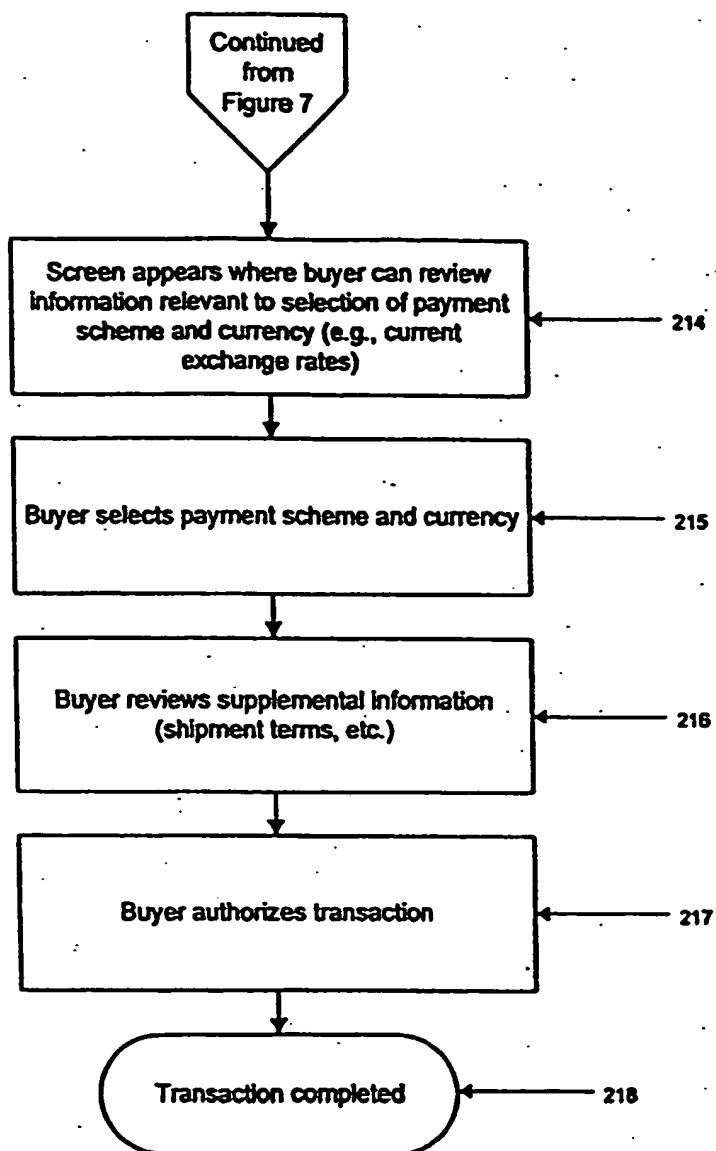 Continued
from
Figure 7
Screen appears where buyer can review
information relevant to selection of payment
scheme and currency (e.g., current
exchange rates)
214
Buyer selects payment scheme and currency
215
Buyer reviews supplemental information
(shipment terms, etc.)
216
Buyer authorizes transaction
217
Transaction completed
218